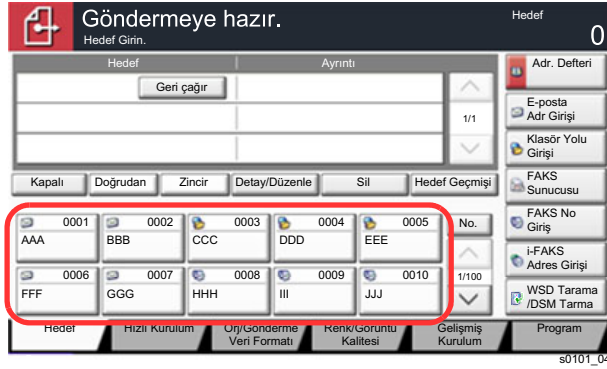 Göndermeye hazır.
Hedef Girin.
Hedef
0
Hedef Ayrıntı
Geri çağır
1/1
Kapalı Doğrudan Zincir Detay/Düzenle Sil Hedef Geçmişi
0001 0002 0003 0004 0005 No.
AAA BBB CCC DDD EEE
0006 0007 0008 0009 0010 1/100
FFF GGG HHH III JJJ
Adr. Defteri
E-posta
Adr Girişi
Klasör Yolu
Girişi
FAKS
Sunucusu
FAKS No
Giriş
i-FAKS
Adres Girişi
WSD Tarama
/DSM Tarma
Hedef Hızlı Kurulum Orj/Gönderme Renk/Görüntü Gelişmiş Program
Veri Formatı Kalitesi Kurulum
s0101_04